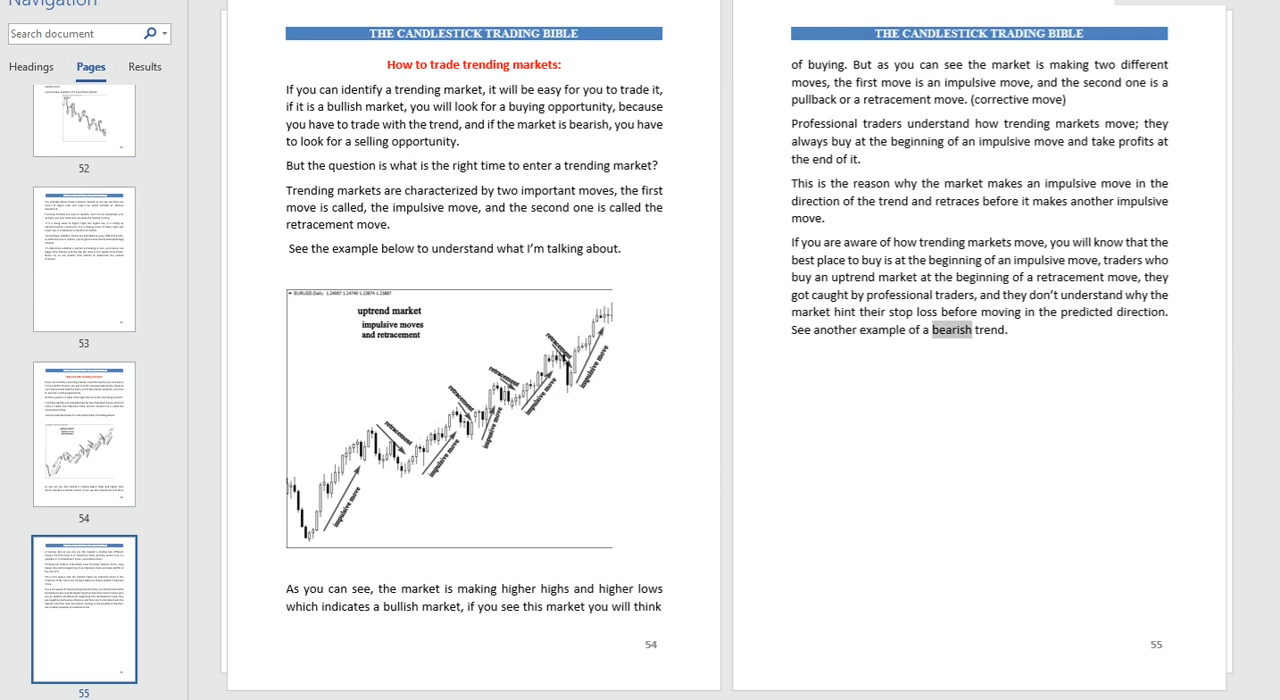 Navigation
Search document
Headings
Pages
Results
52
53
54
55
THE CANDLESTICK TRADING BIBLE
How to trade trending markets:
If you can identify a trending market, it will be easy for you to trade it,
if it is a bullish market, you will look for a buying opportunity, because
you have to trade with the trend, and if the market is bearish, you have
to look for a selling opportunity.
But the question is what is the right time to enter a trending market?
Trending markets are characterized by two important moves, the first
move is called, the impulsive move, and the second one is called the
retracement move.
See the example below to understand what I'm talking about.
EURUSD.Daily
uptrend market
impulsive moves
and retracement
impulsive move
retracement
impulsive move
retracement
impulsive move
retracement
impulsive move
retracement
impulsive move
As you can see, the market is making higher highs and higher lows
which indicates a bullish market, if you see this market you will think
54
THE CANDLESTICK TRADING BIBLE
of buying. But as you can see the market is making two different
moves, the first move is an impulsive move, and the second one is a
pullback or a retracement move. (corrective move)
Professional traders understand how trending markets move; they
always buy at the beginning of an impulsive move and take profits at
the end of it.
This is the reason why the market makes an impulsive move in the
direction of the trend and retraces before it makes another impulsive
move.
If you are aware of how trending markets move, you will know that the
best place to buy is at the beginning of an impulsive move, traders who
buy an uptrend market at the beginning of a retracement move, they
got caught by professional traders, and they don't understand why the
market hint their stop loss before moving in the predicted direction.
See another example of a bearish trend.
55